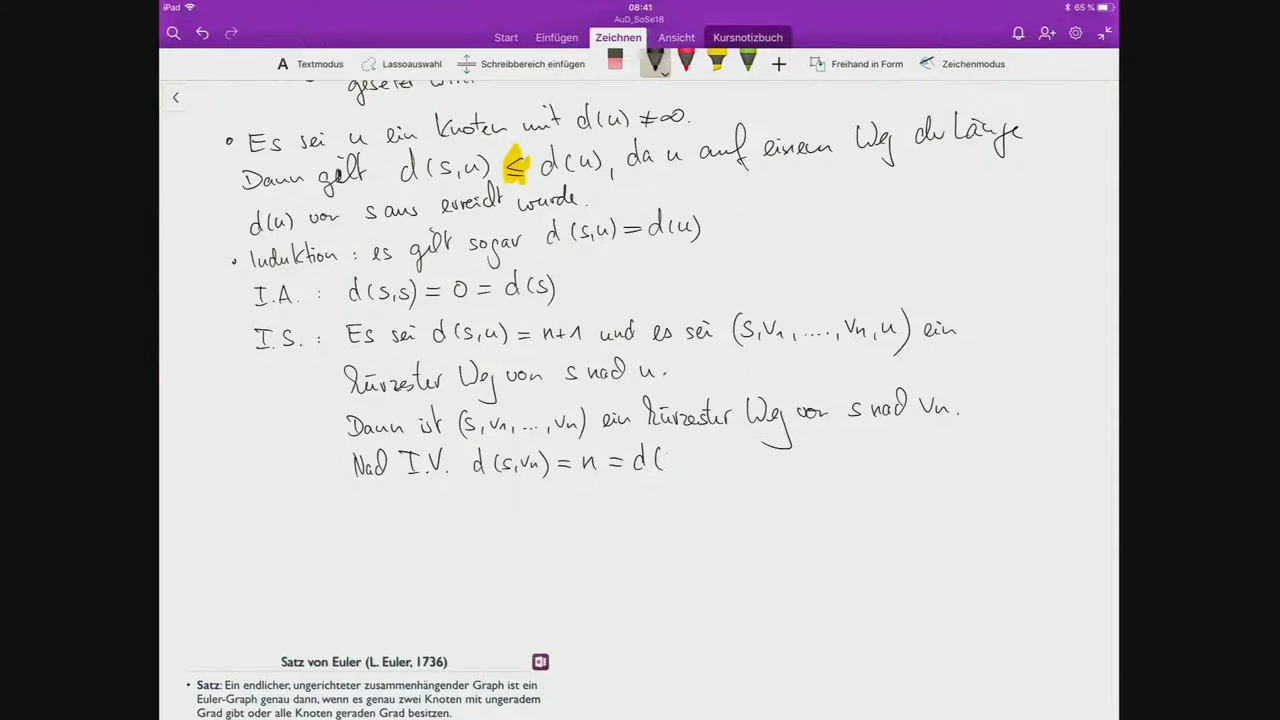 iPad
08:41
65 %
AuD_SoSe18
Start Einfügen Zeichnen Ansicht Kursnotizbuch
A Textmodus Lassoauswahl Schreibbereich einfügen Freihand in Form Zeichenmodus
• Es sei u ein Knoten mit d(u) ≠ ∞.
Dann gilt d(s,u) ≤ d(u), da u auf einem Weg der Länge
d(u) von s aus erreicht wurde.
• Induktion : es gilt sogar d(s,u) = d(u)
I.A. : d(s,s) = 0 = d(s)
I.S. : Es sei d(s,u) = n+1 und es sei (s,v₁, ...., vₙ, u) ein
kürzester Weg von s nach u.
Dann ist (s, v₁, ..., vₙ) ein kürzester Weg von s nach vₙ.
Nach I.V. d(s,vₙ) = n = d(
Satz von Euler (L. Euler, 1736)
• Satz: Ein endlicher, ungerichteter zusammenhängender Graph ist ein
Euler-Graph genau dann, wenn es genau zwei Knoten mit ungeradem
Grad gibt oder alle Knoten geraden Grad besitzen.